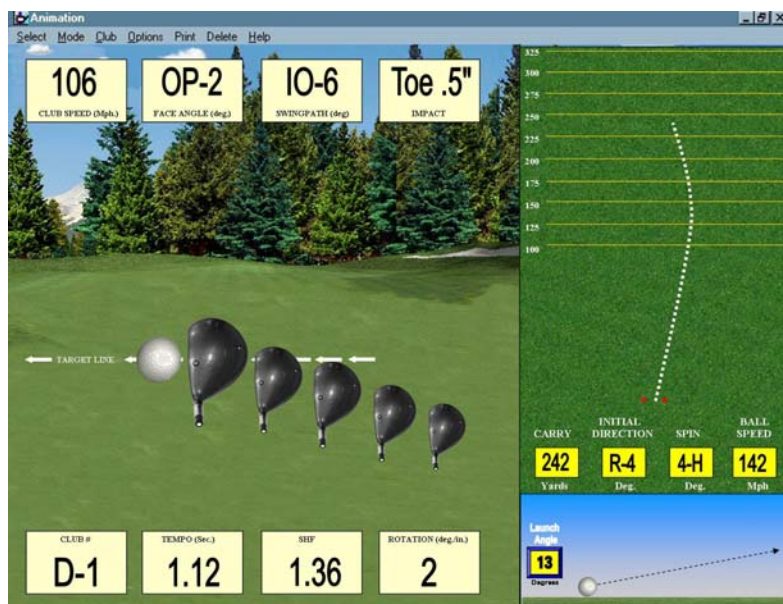 Animation
Select Mode Club Options Print Delete Help
106
CLUB SPEED (Mph.)
OP-2
FACE ANGLE (deg.)
IO-6
SWINGPATH (deg)
Toe .5"
IMPACT
TARGET LINE
CLUB #
D-1
TEMPO (Sec.)
1.12
SHF
1.36
ROTATION (deg./in.)
2
325
300
275
250
225
200
175
150
125
100
CARRY
242
Yards
INITIAL
DIRECTION
R-4
Deg.
SPIN
4-H
Deg.
BALL
SPEED
142
Mph
Launch
Angle
13
Degrees